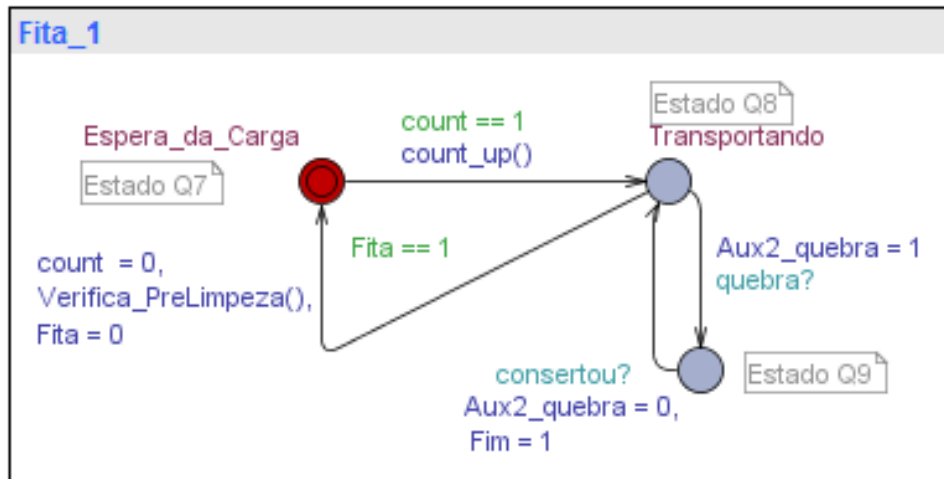 Fita_1
Estado Q8
Espera_da_Carga
count == 1
Transportando
count_up()
Estado Q7
Fita == 1
Aux2_quebra = 1
count  = 0,
quebra?
Verifica_PreLimpeza(),
Fita = 0
consertou?
Estado Q9
Aux2_quebra = 0,
Fim = 1